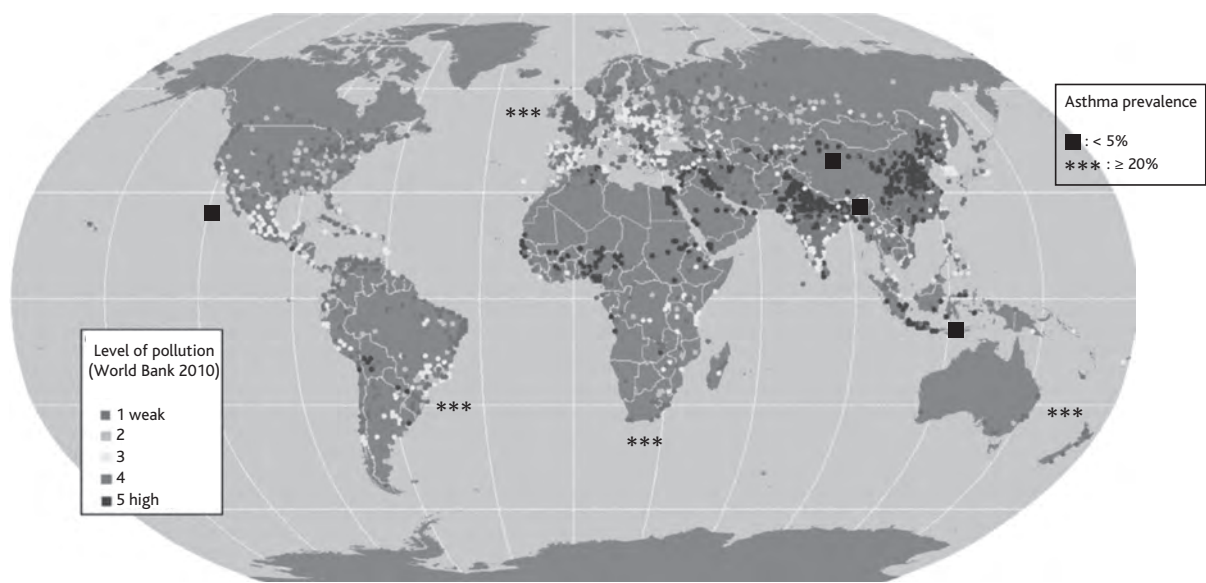 Asthma prevalence
■ : < 5%
*** : ≥ 20%
***
***
***
***
Level of pollution
(World Bank 2010)
1 weak
2
3
4
5 high